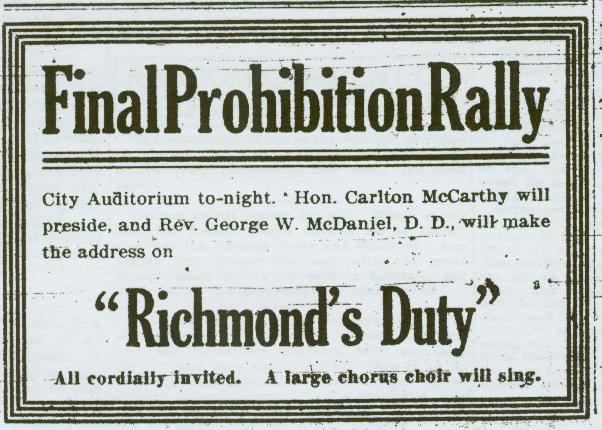 Final Prohibition Rally
City Auditorium to-night. Hon. Carlton McCarthy will
preside, and Rev. George W. McDaniel, D. D., will make
the address on
“Richmond's Duty”
All cordially invited. A large chorus choir will sing.